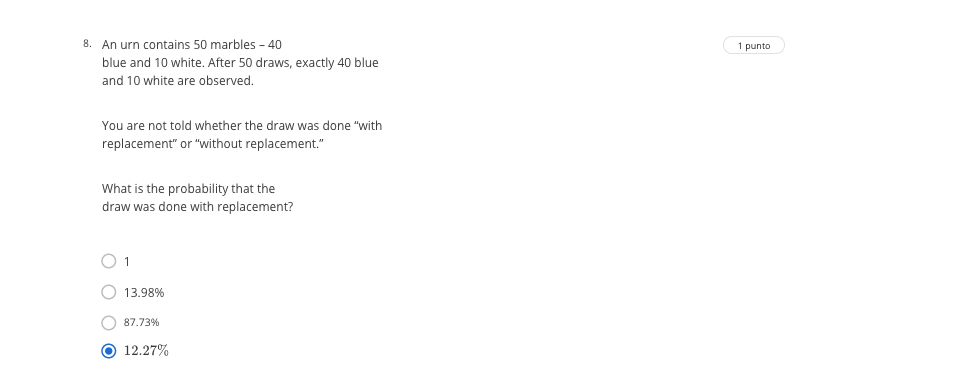 8. An urn contains 50 marbles – 40
1 punto
blue and 10 white. After 50 draws, exactly 40 blue
and 10 white are observed.
You are not told whether the draw was done “with
replacement” or “without replacement.”
What is the probability that the
draw was done with replacement?
1
13.98%
87.73%
12.27%